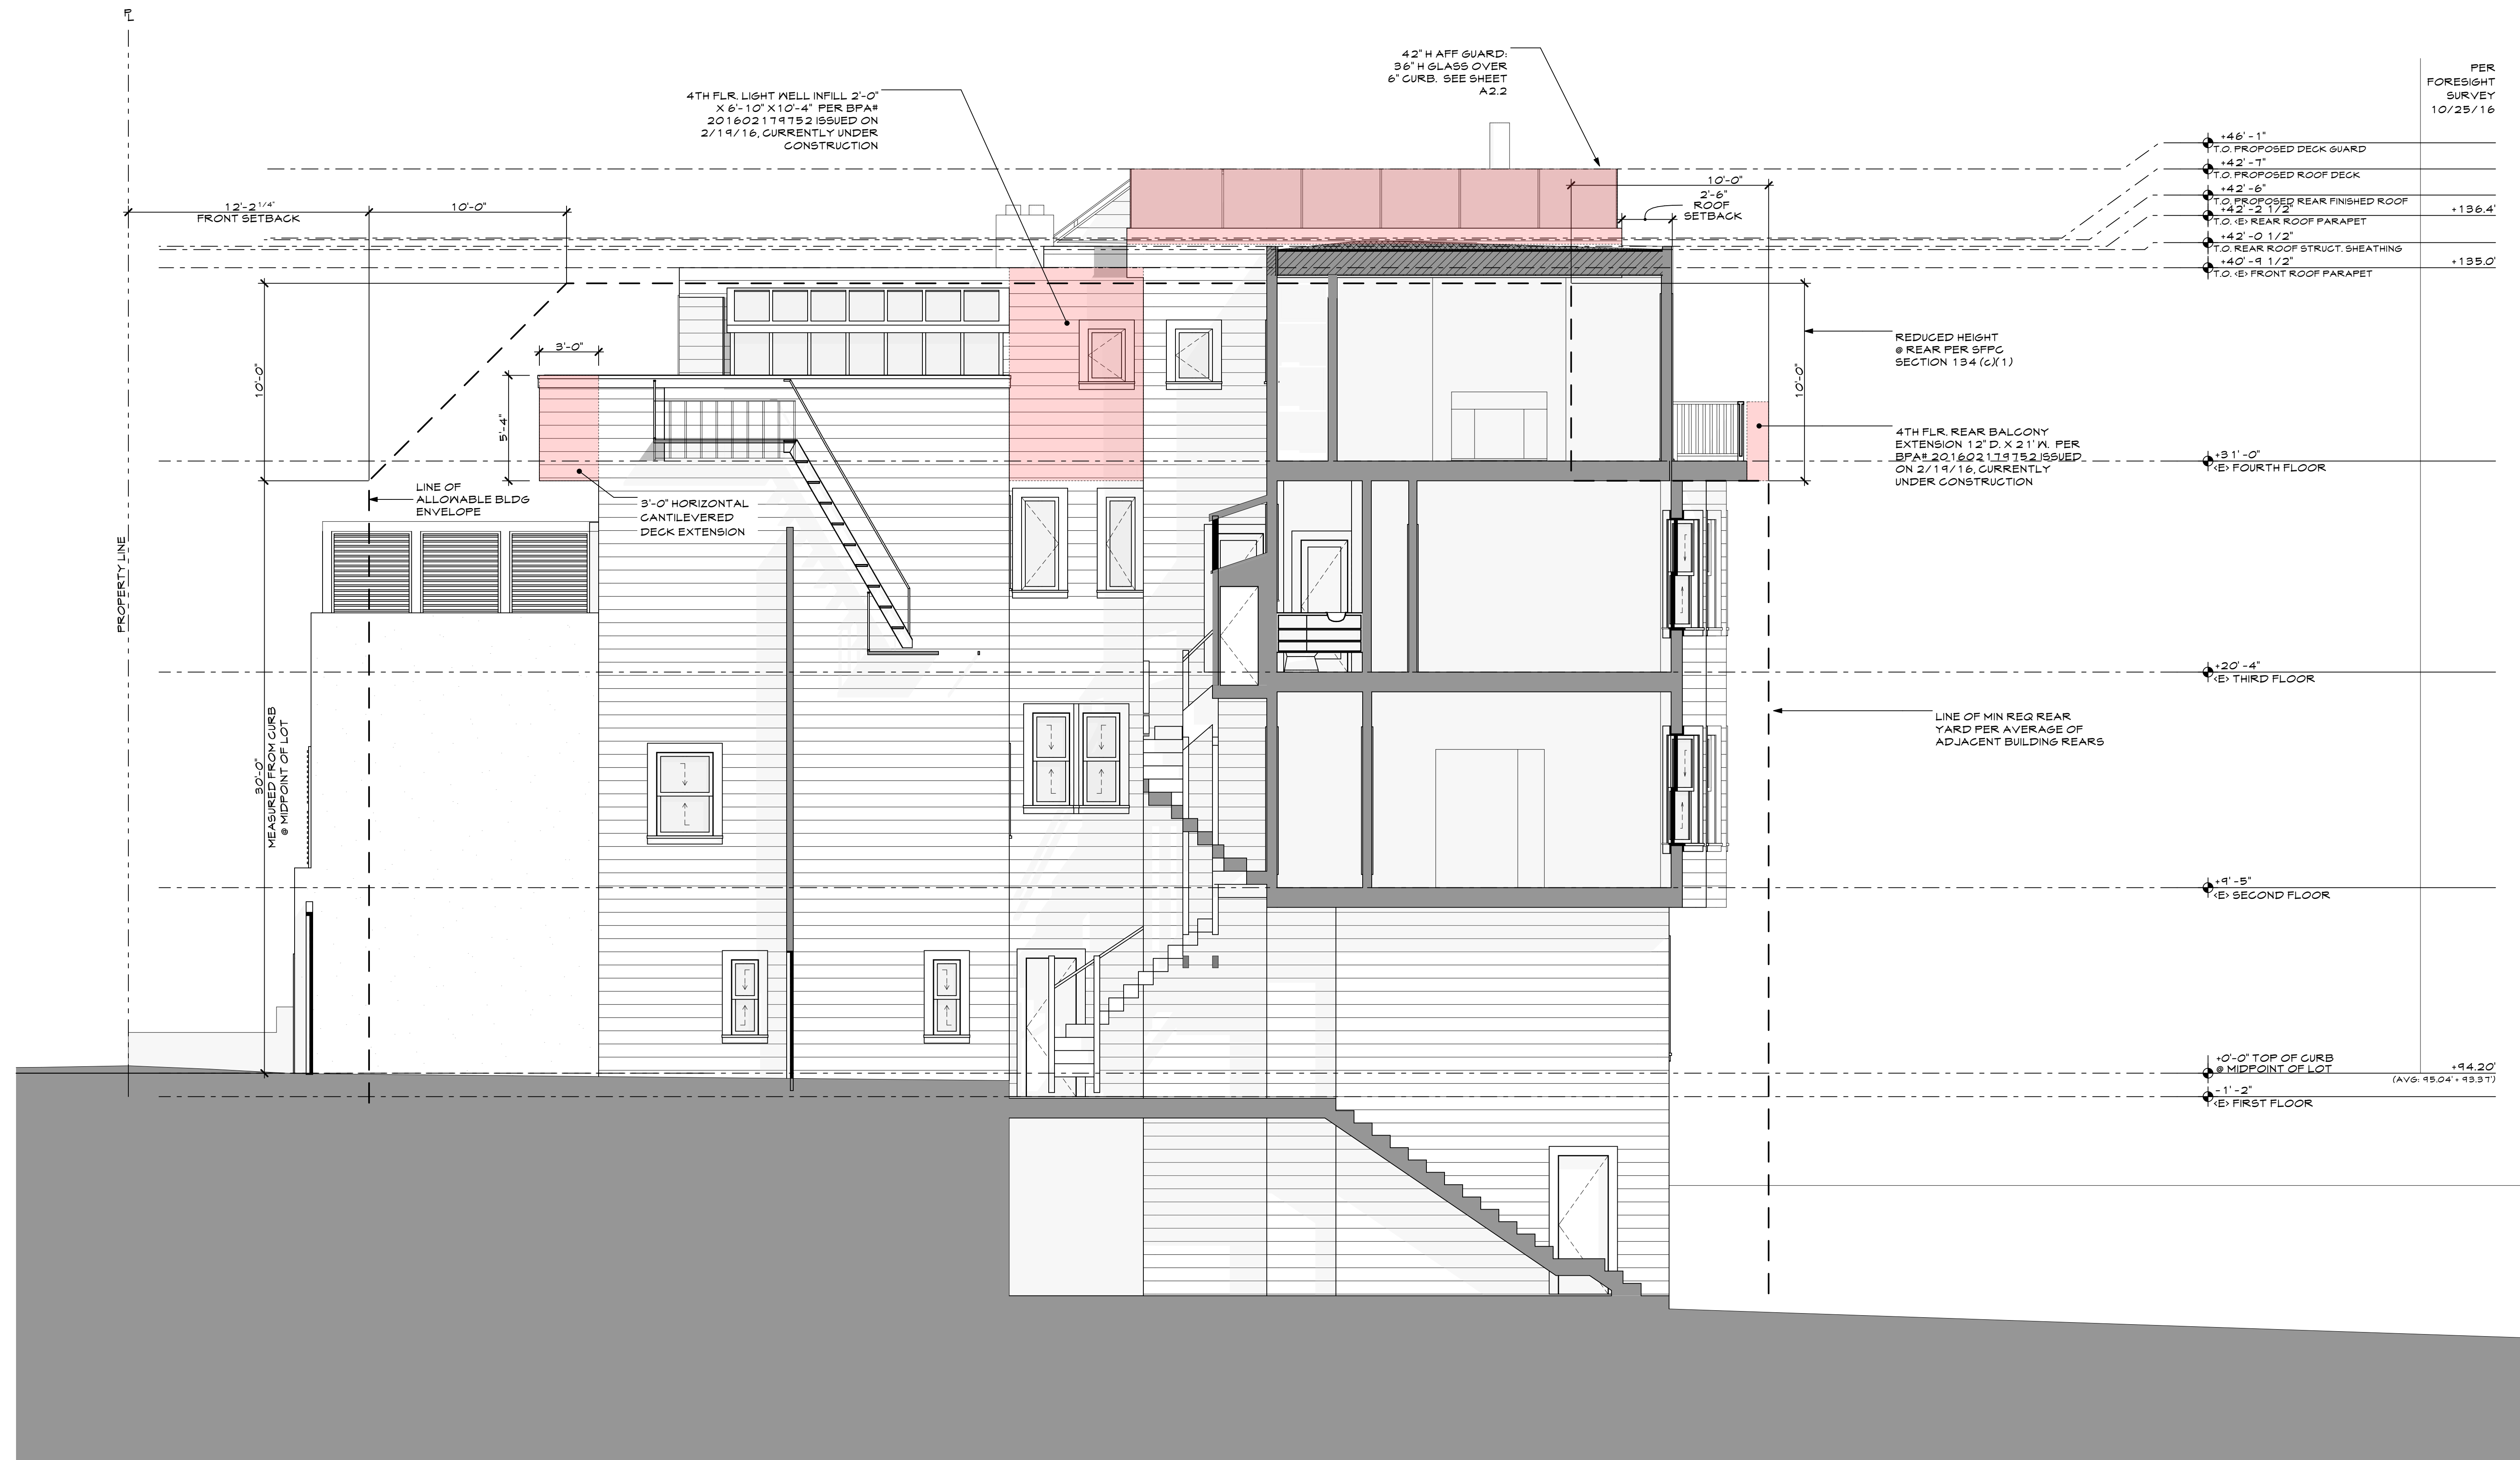 PL
42" H AFF GUARD:
36" H GLASS OVER
6" CURB. SEE SHEET
A2.2
PER
FORESIGHT
SURVEY
10/25/16
4TH FLR. LIGHT WELL INFILL 2'-0"
X 6'-10" X10'-4" PER BPA#
201602179752 ISSUED ON
2/19/16, CURRENTLY UNDER
CONSTRUCTION
+46'-1"
T.O. PROPOSED DECK GUARD
+42'-7"
T.O. PROPOSED ROOF DECK
+42'-6"
T.O. PROPOSED REAR FINISHED ROOF
+42'-2 1/2"
+136.4'
T.O. <E> REAR ROOF PARAPET
+42'-0 1/2"
T.O. REAR ROOF STRUCT. SHEATHING
+40'-9 1/2"
+135.0'
T.O. <E> FRONT ROOF PARAPET
12'-2 1/4"
FRONT SETBACK
10'-0"
10'-0"
2'-6"
ROOF
SETBACK
3'-0"
10'-0"
5'-4"
REDUCED HEIGHT
@ REAR PER SFPC
SECTION 134 (C)(1)
10'-0"
4TH FLR. REAR BALCONY
EXTENSION 12" D. X 21' W. PER
BPA# 201602179752 ISSUED
ON 2/19/16, CURRENTLY
UNDER CONSTRUCTION
+31'-0"
<E> FOURTH FLOOR
LINE OF
ALLOWABLE BLDG
ENVELOPE
3'-0" HORIZONTAL
CANTILEVERED
DECK EXTENSION
PROPERTY LINE
+20'-4"
<E> THIRD FLOOR
LINE OF MIN REQ REAR
YARD PER AVERAGE OF
ADJACENT BUILDING REARS
30'-0"
MEASURED FROM CURB
@ MIDPOINT OF LOT
+9'-5"
<E> SECOND FLOOR
+0'-0" TOP OF CURB
@ MIDPOINT OF LOT
+94.20'
(AVG: 95.04' + 93.37')
-1'-2"
<E> FIRST FLOOR